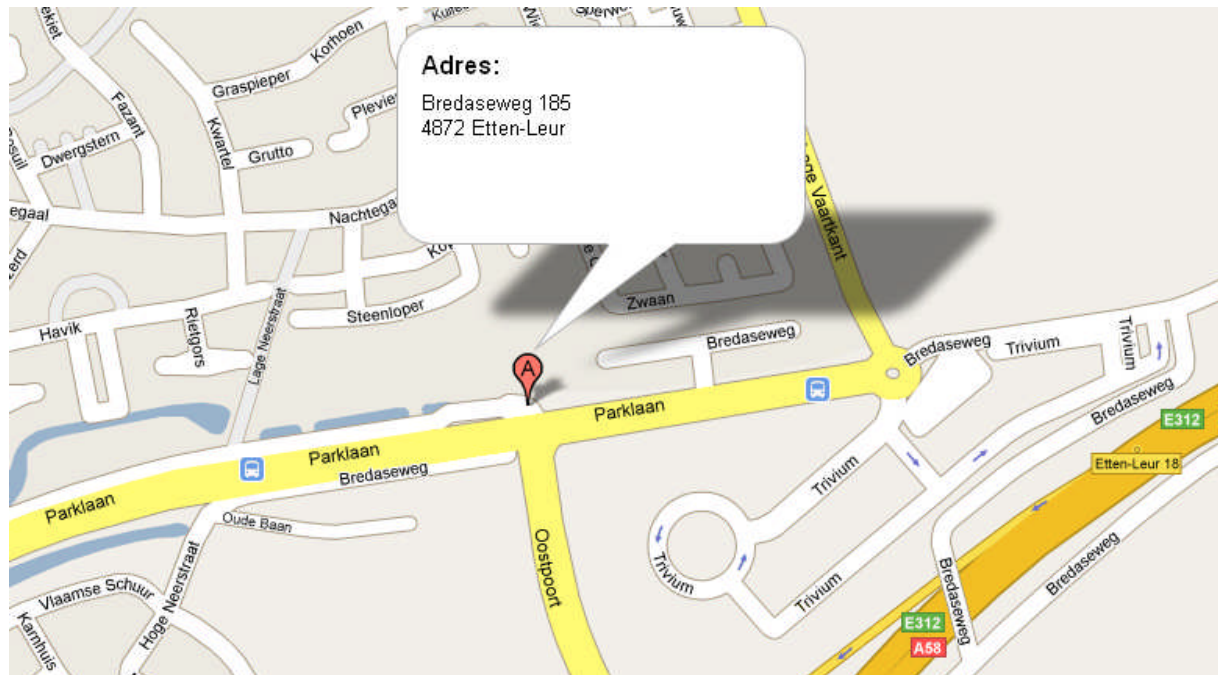 Adres:
Bredaseweg 185
4872 Etten-Leur
Korhoen
Graspieper
Fazant
Kwartel
Dwergstern
Grutto
Lage Vaartkant
Zwaan
Steenloper
Rietgors
Havik
Lage Neerstraat
Bredaseweg
Bredaseweg
Trivium
Trivium
A
Parklaan
Bredaseweg
E312
Parklaan
Etten-Leur 18
Bredaseweg
Trivium
Parklaan
Oude Baan
Oostpoort
Trivium
Trivium
Bredaseweg
Bredaseweg
Vlaamse Schuur
Hoge Neerstraat
Karnhuis
E312
A58